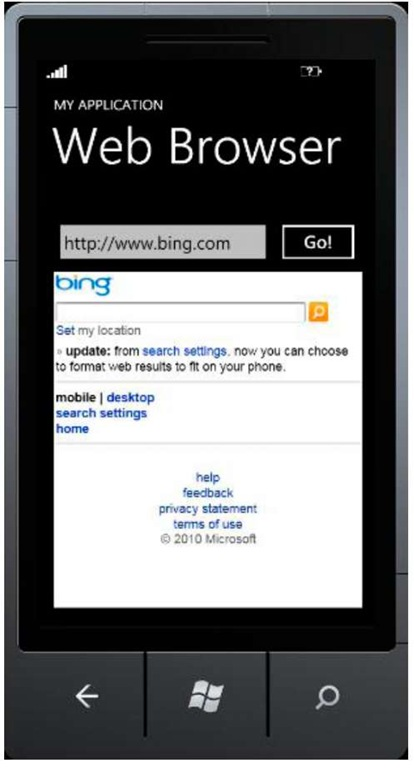 MY APPLICATION
Web Browser
http://www.bing.com Go!
bing
Set my location
» update: from search settings, now you can choose
to format web results to fit on your phone.
mobile | desktop
search settings
home
help
feedback
privacy statement
terms of use
© 2010 Microsoft